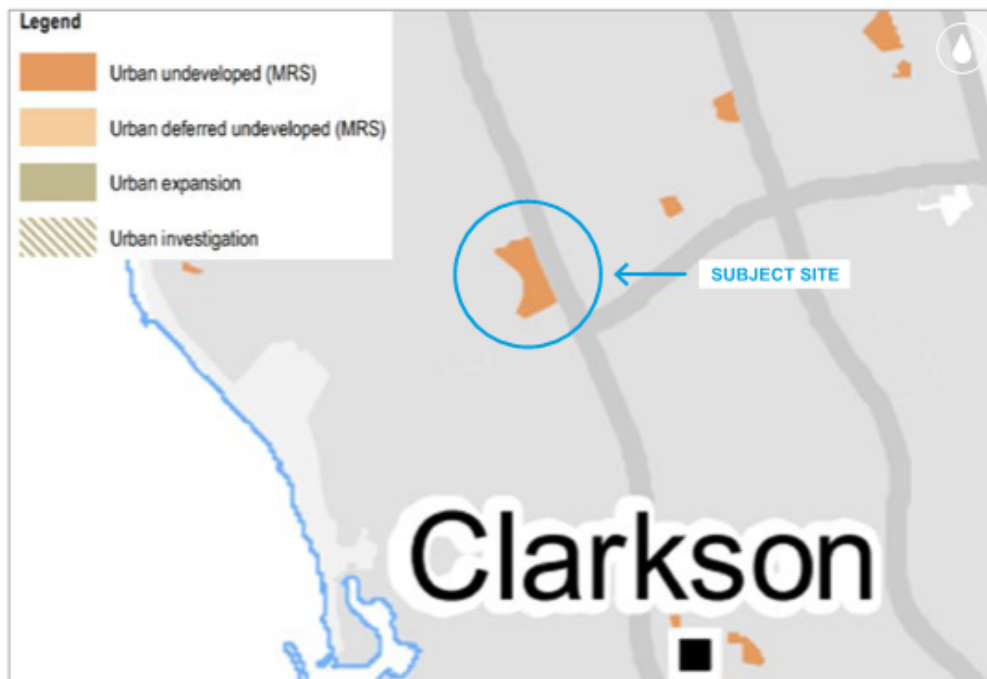 Legend
Urban undeveloped (MRS)
Urban deferred undeveloped (MRS)
Urban expansion
Urban investigation
SUBJECT SITE
Clarkson